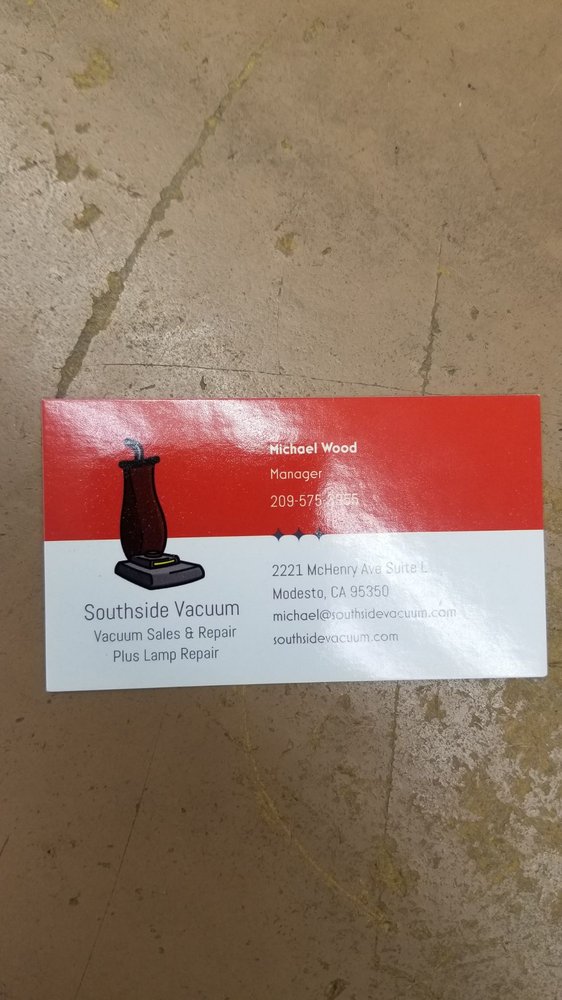 Michael Wood
Manager
209-575-
2221 McHenry Ave Suite L
Modesto, CA 95350
michael@southsidevacuum.com
southsidevacuum.com
Southside Vacuum
Vacuum Sales & Repair
Plus Lamp Repair